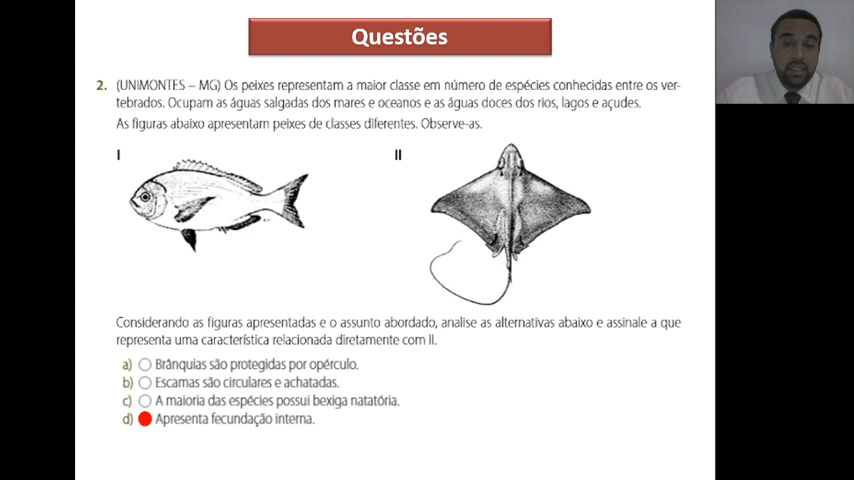 Questões
2. (UNIMONTES – MG) Os peixes representam a maior classe em número de espécies conhecidas entre os ver-
tebrados. Ocupam as águas salgadas dos mares e oceanos e as águas doces dos rios, lagos e açudes.
As figuras abaixo apresentam peixes de classes diferentes. Observe-as.
I II
Considerando as figuras apresentadas e o assunto abordado, analise as alternativas abaixo e assinale a que
representa uma característica relacionada diretamente com II.
a) Brânquias são protegidas por opérculo.
b) Escamas são circulares e achatadas.
c) A maioria das espécies possui bexiga natatória.
d) Apresenta fecundação interna.